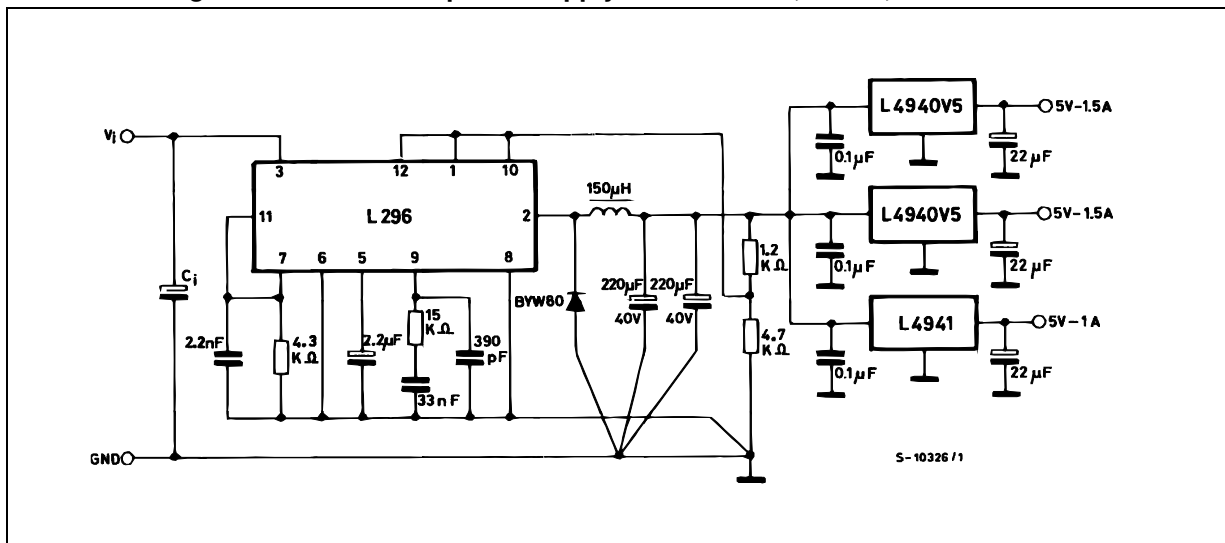 L4940V5
5V-1.5A
0.1μF
22μF
Vi
3
12
1
10
150μH
11
L296
2
L4940V5
5V-1.5A
7
6
5
9
8
1.2
KΩ
0.1μF
22μF
Ci
BYW80
220μF
220μF
40V
40V
15
KΩ
L4941
5V-1A
2.2nF
4.3
KΩ
2.2μF
390
pF
4.7
KΩ
0.1μF
22μF
33nF
GND
S-10326/1